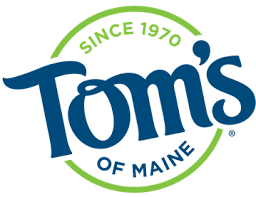 SINCE 1970
Tom's
®
OF MAINE